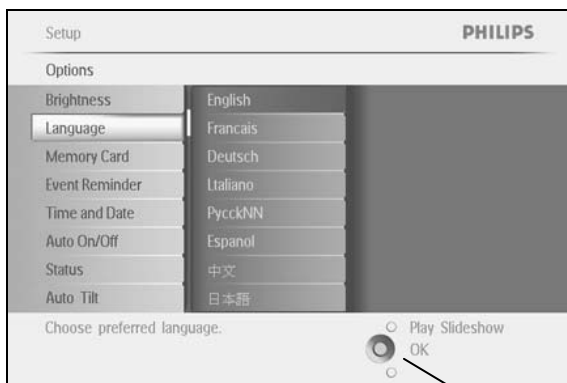 Setup
PHILIPS
Options
Brightness
English
Language
Francais
Memory Card
Deutsch
Event Reminder
Ltaliano
Time and Date
PycckNN
Auto On/Off
Espanol
Status
中文
Auto Tilt
日本語
Choose preferred language.
Play Slideshow
OK